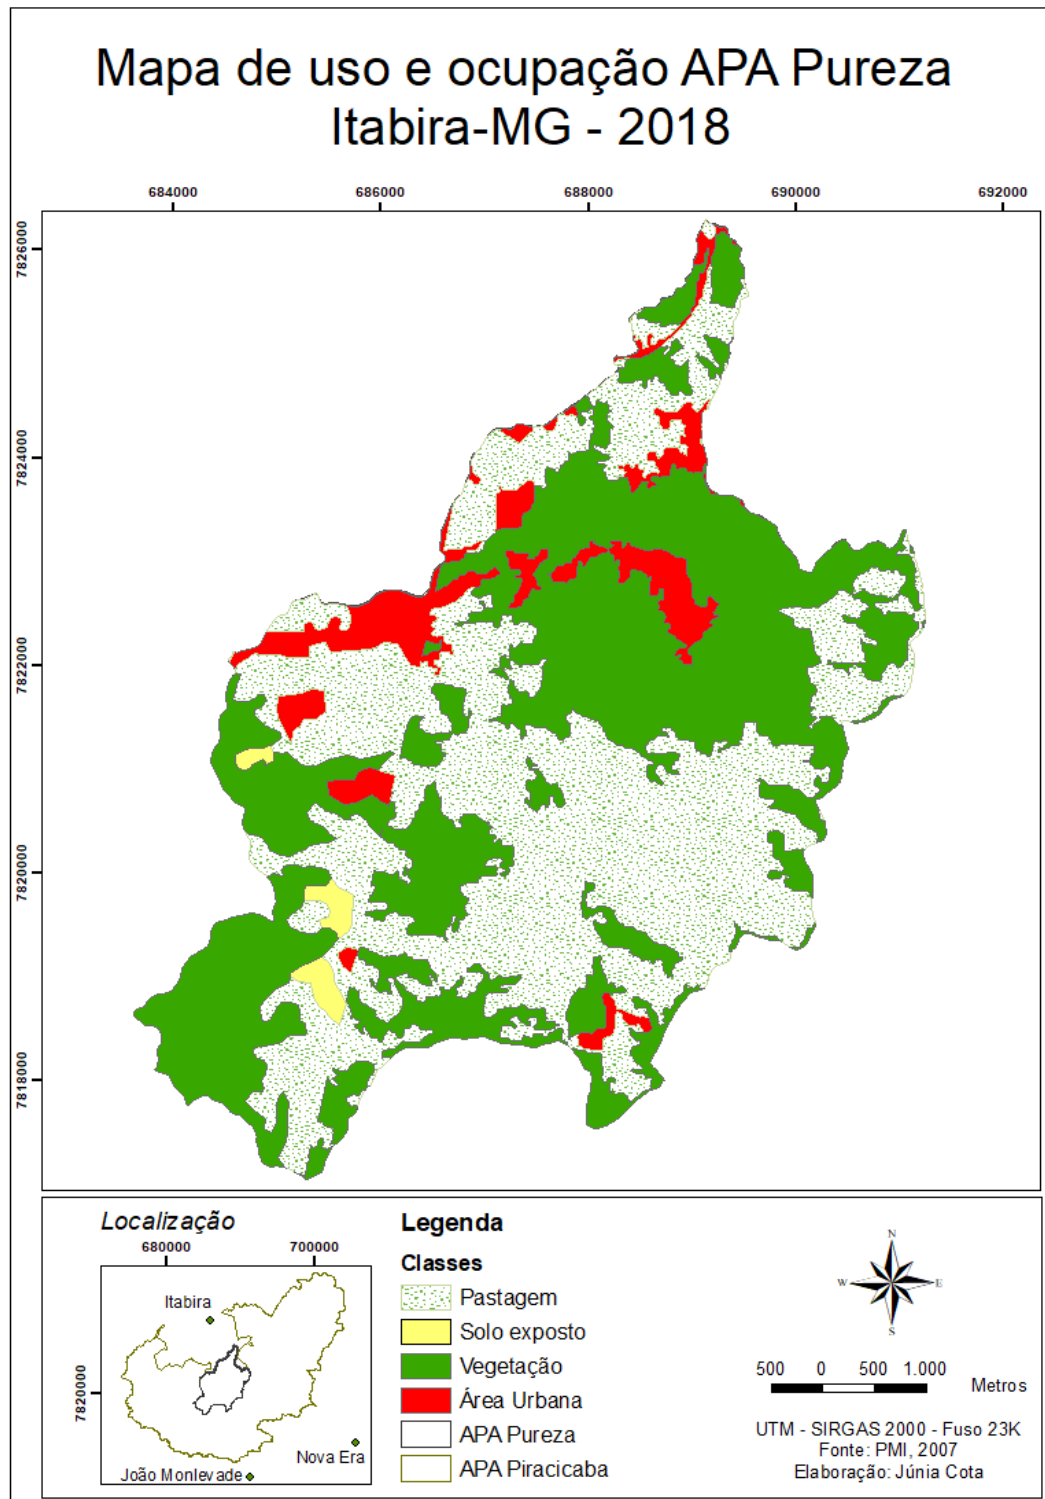 Mapa de uso e ocupação APA Pureza
Itabira-MG - 2018
684000
686000
688000
690000
692000
7826000
7824000
7822000
7820000
7818000
Localização
680000
700000
7820000
Itabira
Nova Era
João Monlevade
Legenda
Classes
Pastagem
Solo exposto
Vegetação
Área Urbana
APA Pureza
APA Piracicaba
N
W
E
S
500 0 500 1.000
Metros
UTM - SIRGAS 2000 - Fuso 23K
Fonte: PMI, 2007
Elaboração: Júnia Cota